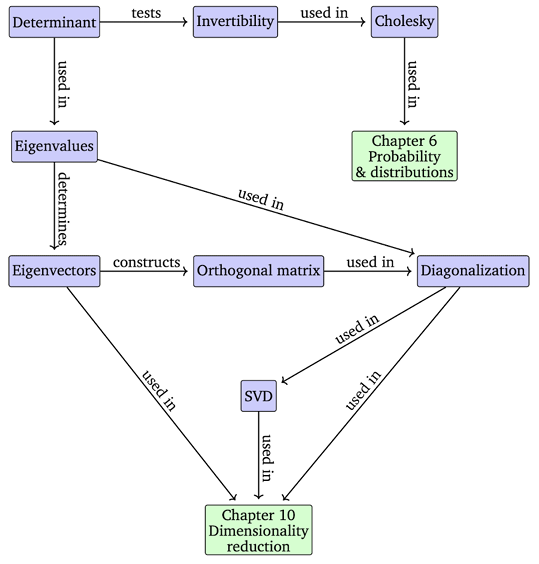 Determinant
tests
Invertibility
used in
Cholesky
used in
used in
Eigenvalues
Chapter 6
Probability
& distributions
determines
used in
Eigenvectors
constructs
Orthogonal matrix
used in
Diagonalization
used in
used in
used in
SVD
used in
Chapter 10
Dimensionality
reduction